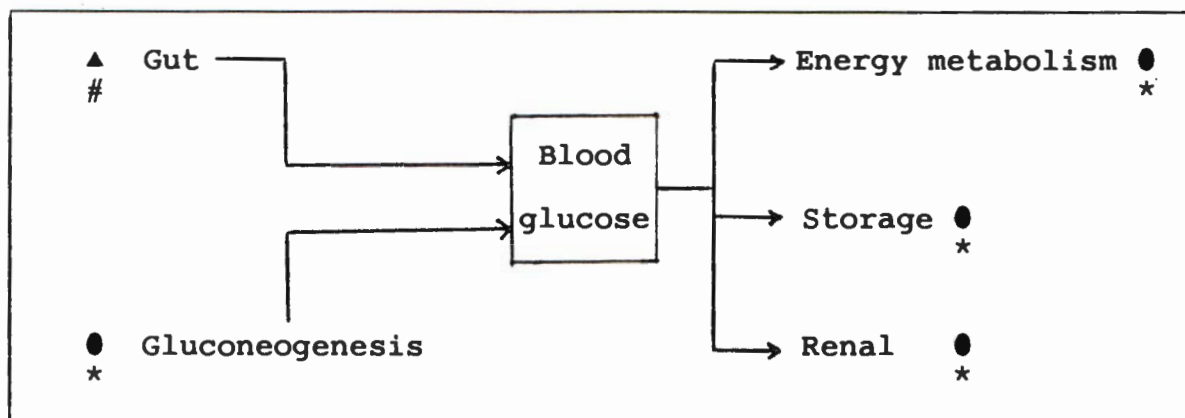 ▲ Gut
#
Energy metabolism ●
*
Blood
glucose
Storage ●
*
● Gluconeogenesis
*
Renal ●
*